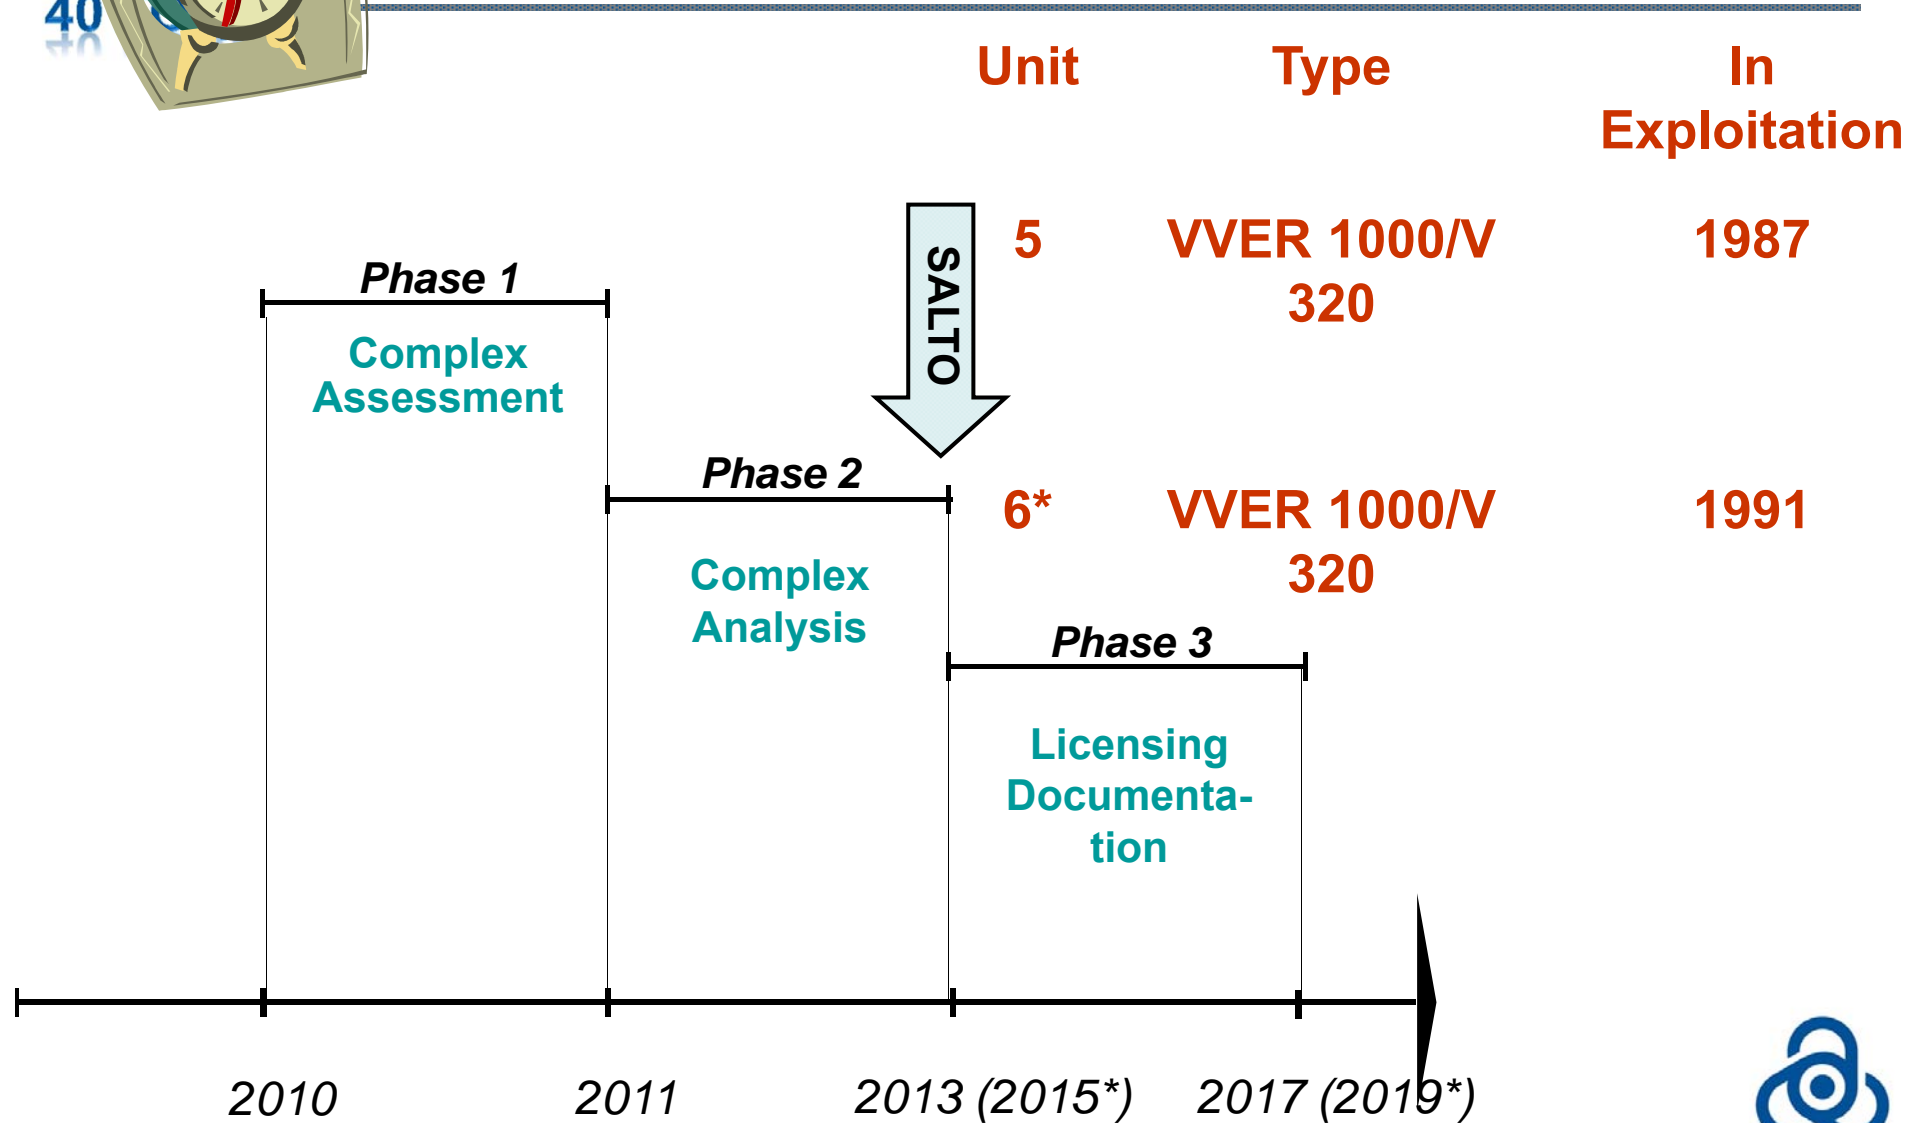 40
Unit Type In
Exploitation
5 VVER 1000/V 1987
320
SALTO
Phase 1
Complex
Assessment
Phase 2
6* VVER 1000/V 1991
320
Complex
Analysis
Phase 3
Licensing
Documenta-
tion
2010 2011 2013 (2015*) 2017 (2019*)